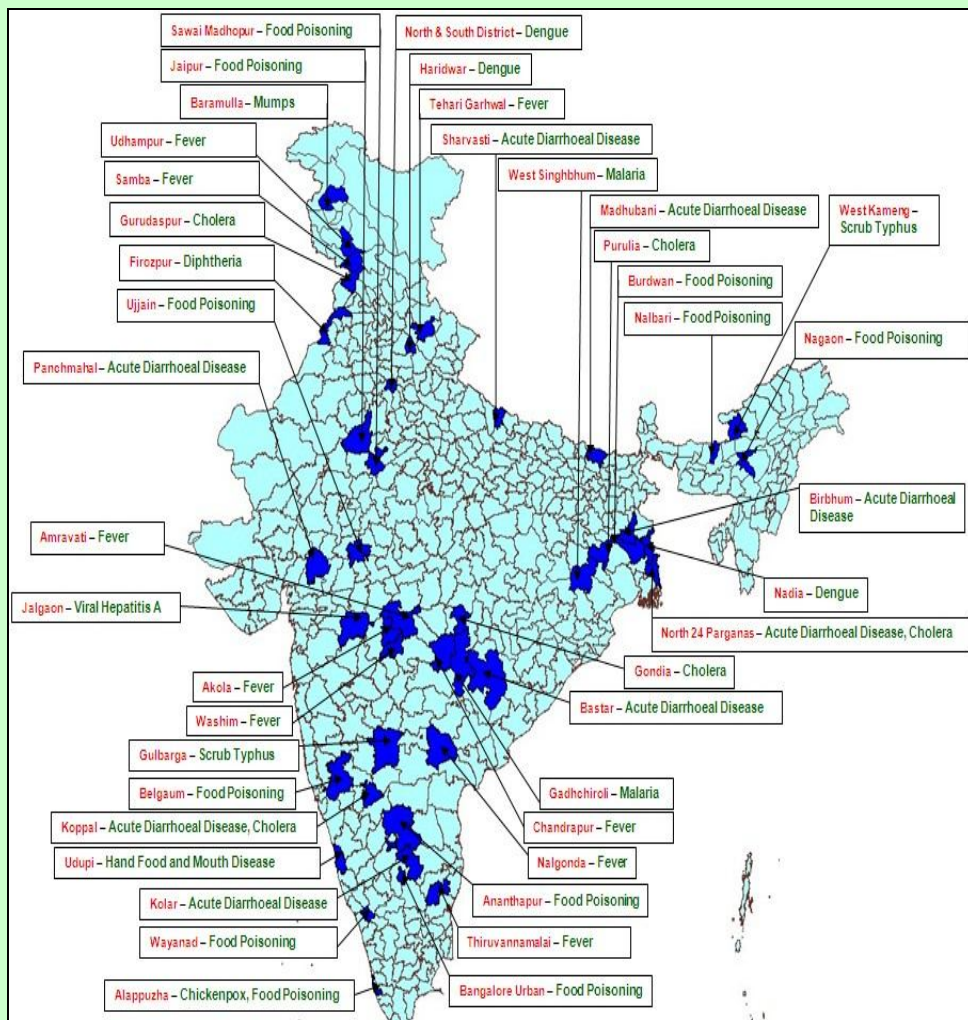 Sawai Madhopur – Food Poisoning
North & South District – Dengue
Jaipur – Food Poisoning
Haridwar – Dengue
Baramulla – Mumps
Tehari Garhwal – Fever
Udhampur – Fever
Sharvasti – Acute Diarrhoeal Disease
Samba – Fever
West Singhbhum – Malaria
Gurudaspur – Cholera
Madhubani – Acute Diarrhoeal Disease
West Kameng –
Scrub Typhus
Firozpur – Diphtheria
Purulia – Cholera
Burdwan – Food Poisoning
Ujjain – Food Poisoning
Nalbari – Food Poisoning
Nagaon – Food Poisoning
Panchmahal – Acute Diarrhoeal Disease
Birbhum – Acute Diarrhoeal
Disease
Amravati – Fever
Nadia – Dengue
Jalgaon – Viral Hepatitis A
North 24 Parganas – Acute Diarrhoeal Disease, Cholera
Gondia – Cholera
Akola – Fever
Bastar – Acute Diarrhoeal Disease
Washim – Fever
Gulbarga – Scrub Typhus
Belgaum – Food Poisoning
Gadhchiroli – Malaria
Koppal – Acute Diarrhoeal Disease, Cholera
Chandrapur – Fever
Udupi – Hand Food and Mouth Disease
Nalgonda – Fever
Kolar – Acute Diarrhoeal Disease
Ananthapur – Food Poisoning
Wayanad – Food Poisoning
Thiruvannamalai – Fever
Alappuzha – Chickenpox, Food Poisoning
Bangalore Urban – Food Poisoning